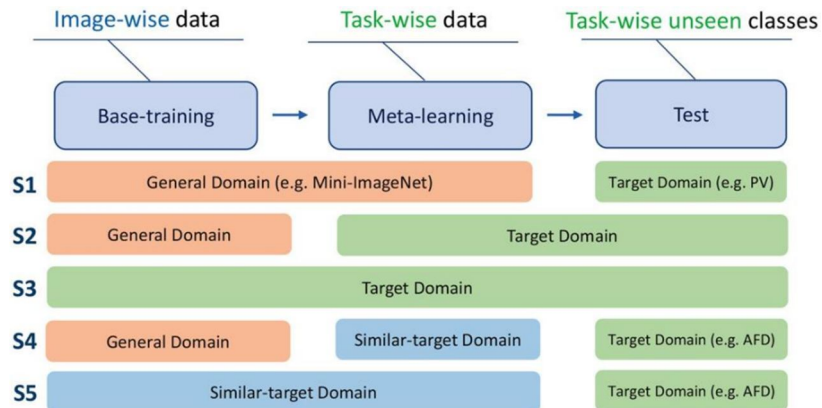 Image-wise data
Task-wise data
Task-wise unseen classes
Base-training
Meta-learning
Test
S1
General Domain (e.g. Mini-ImageNet)
Target Domain (e.g. PV)
S2
General Domain
Target Domain
S3
Target Domain
S4
General Domain
Similar-target Domain
Target Domain (e.g. AFD)
S5
Similar-target Domain
Target Domain (e.g. AFD)